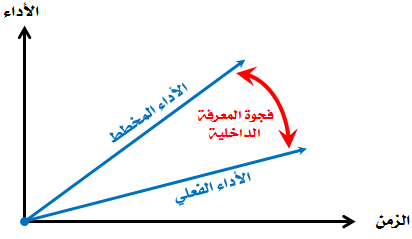 الأداء
الأداء المخطط
فجوة المعرفة
الداخلية
الأداء الفعلي
الزمن